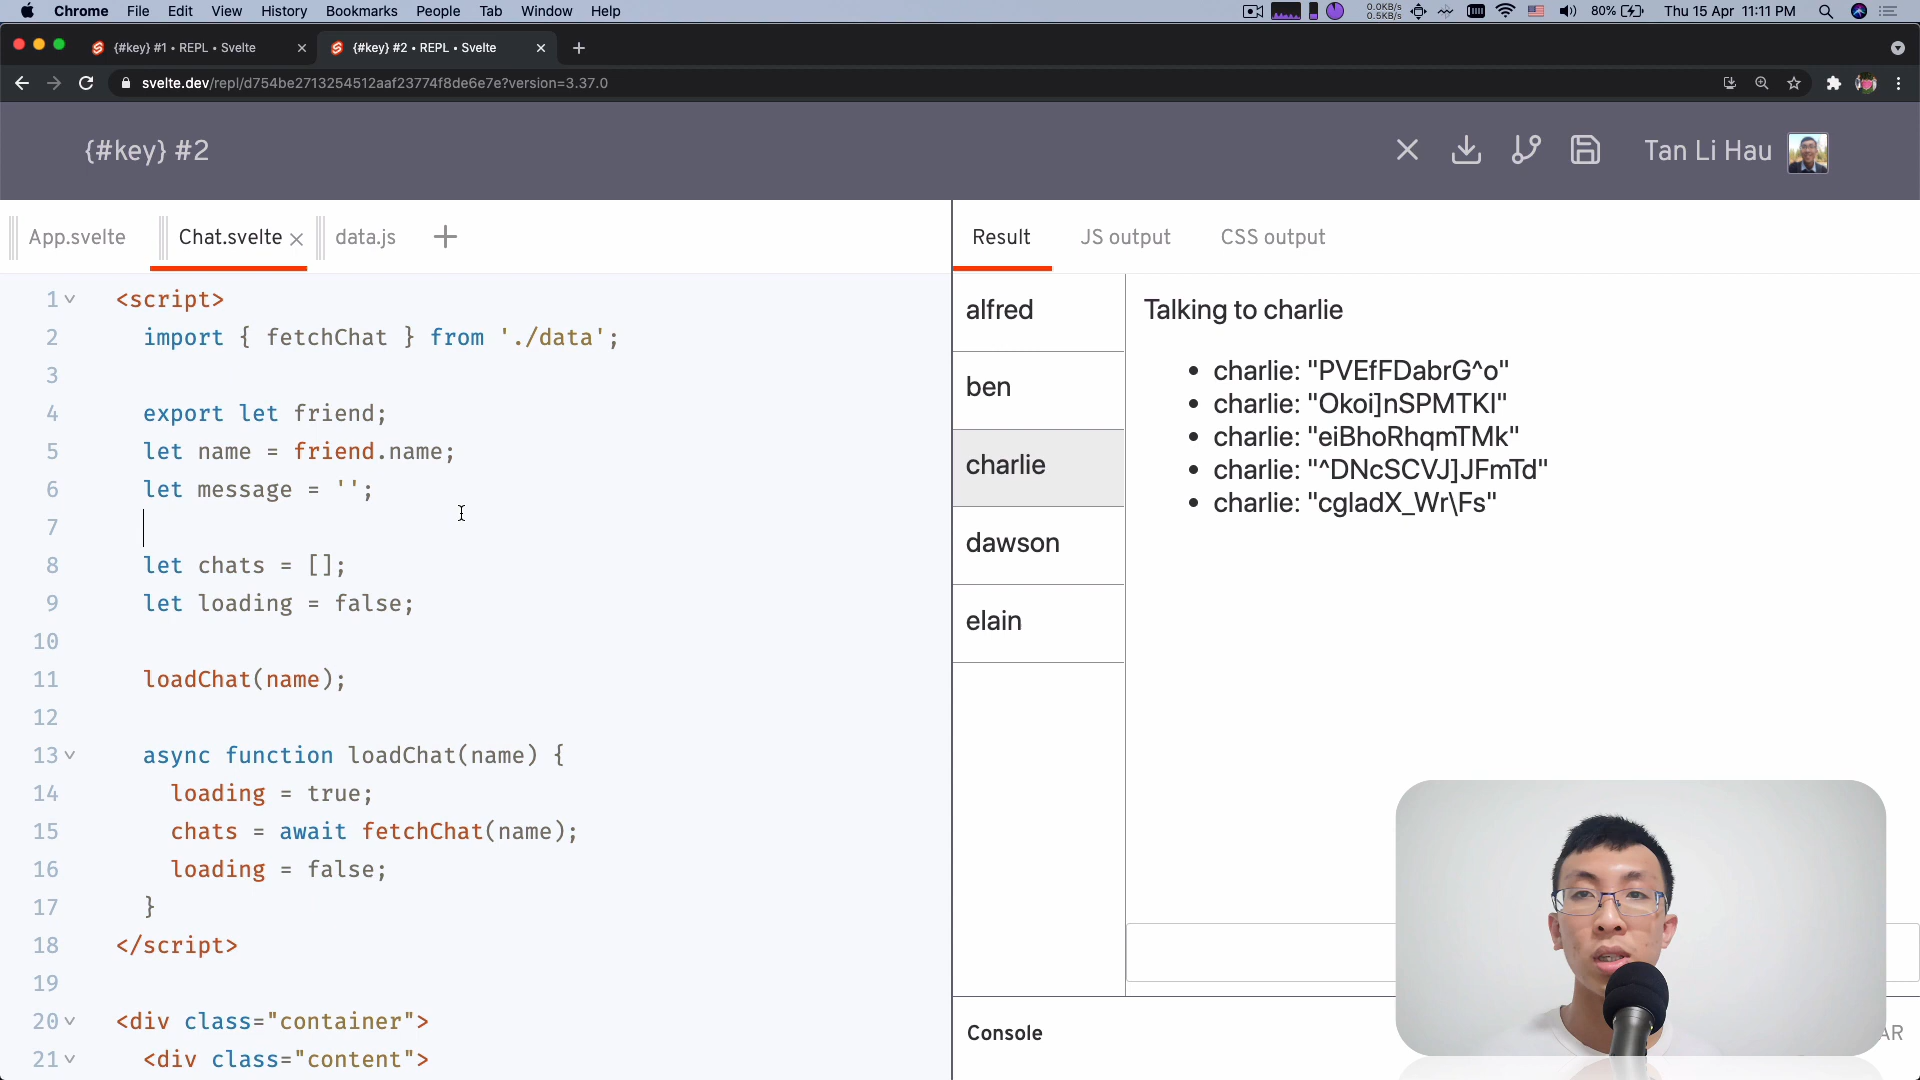 Chrome File Edit View History Bookmarks People Tab Window Help 0.0KB/s 0.5KB/s 80% Thu 15 Apr 11:11 PM
{#key} #1 • REPL • Svelte {#key} #2 • REPL • Svelte
svelte.dev/repl/d754be2713254512aaf23774f8de6e7e?version=3.37.0
{#key} #2 Tan Li Hau
App.svelte Chat.svelte data.js
1 <script>
2 import { fetchChat } from './data';
3
4 export let friend;
5 let name = friend.name;
6 let message = '';
7
8 let chats = [];
9 let loading = false;
10
11 loadChat(name);
12
13 async function loadChat(name) {
14 loading = true;
15 chats = await fetchChat(name);
16 loading = false;
17 }
18 </script>
19
20 <div class="container">
21 <div class="content">
Result JS output CSS output
alfred
ben
charlie
dawson
elain
Talking to charlie
• charlie: "PVEfFDabrG^o"
• charlie: "Okoi]nSPMTKI"
• charlie: "eiBhoRhqmTMk"
• charlie: "^DNcSCVJ]JFmTd"
• charlie: "cgladX_Wr\Fs"
Console
AR